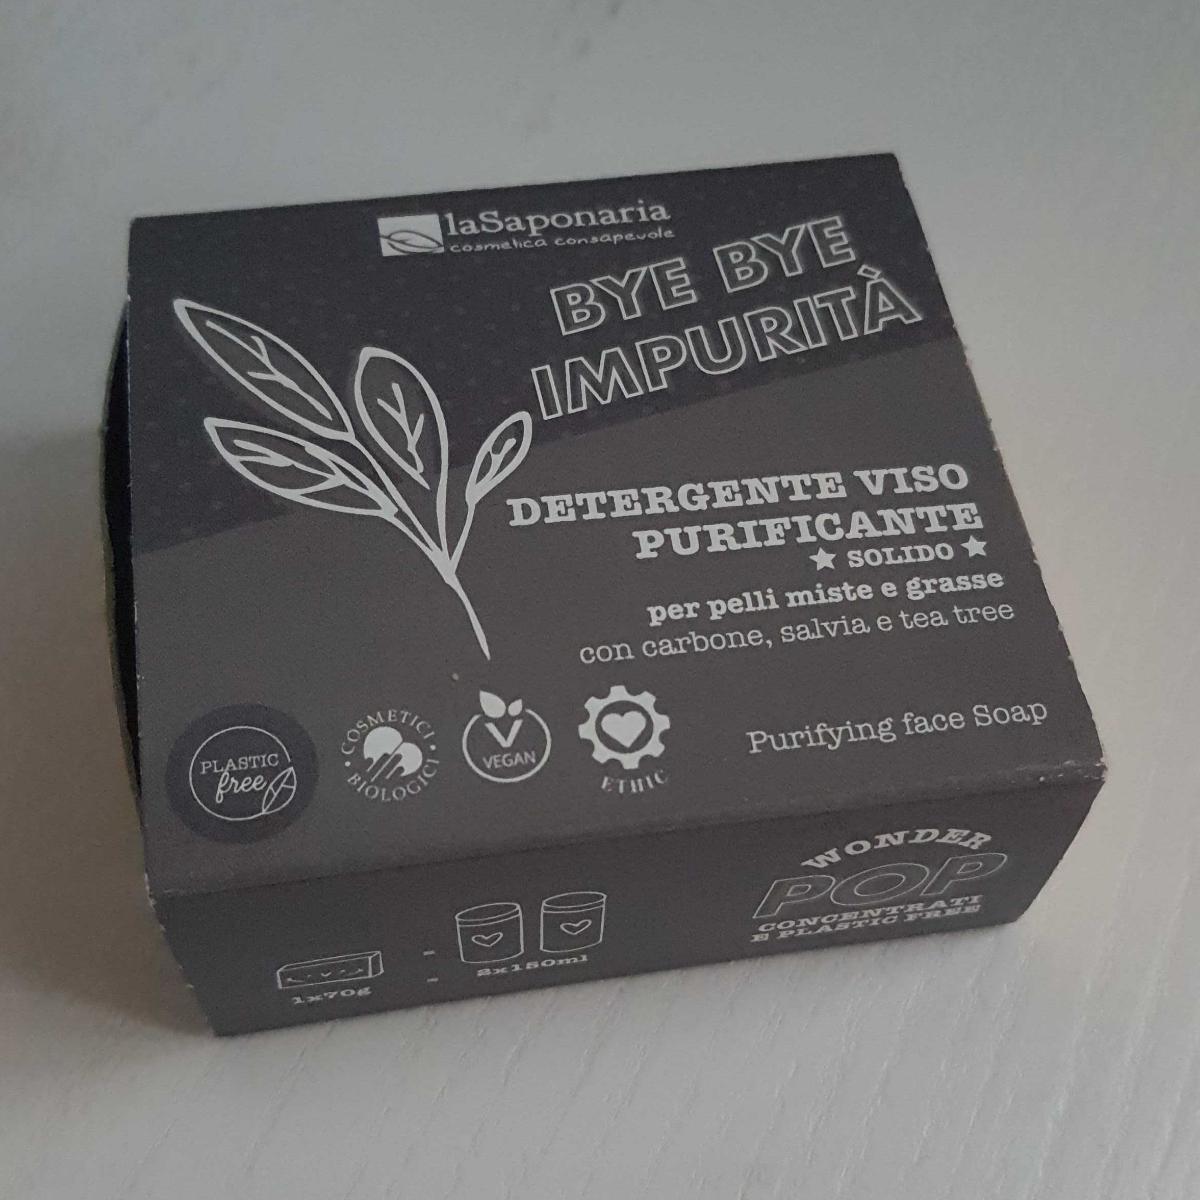 laSaponaria
cosmetica consapevole
BYE BYE
IMPURITÀ
DETERGENTE VISO
PURIFICANTE
SOLIDO
per pelli miste e grasse
con carbone, salvia e tea tree
PLASTIC
free
COSMETICI
BIOLOGICI
VEGAN
ETHIC
Purifying face Soap
1x70g
2x150ml
WONDER
POP
CONCENTRATI
E PLASTIC FREE